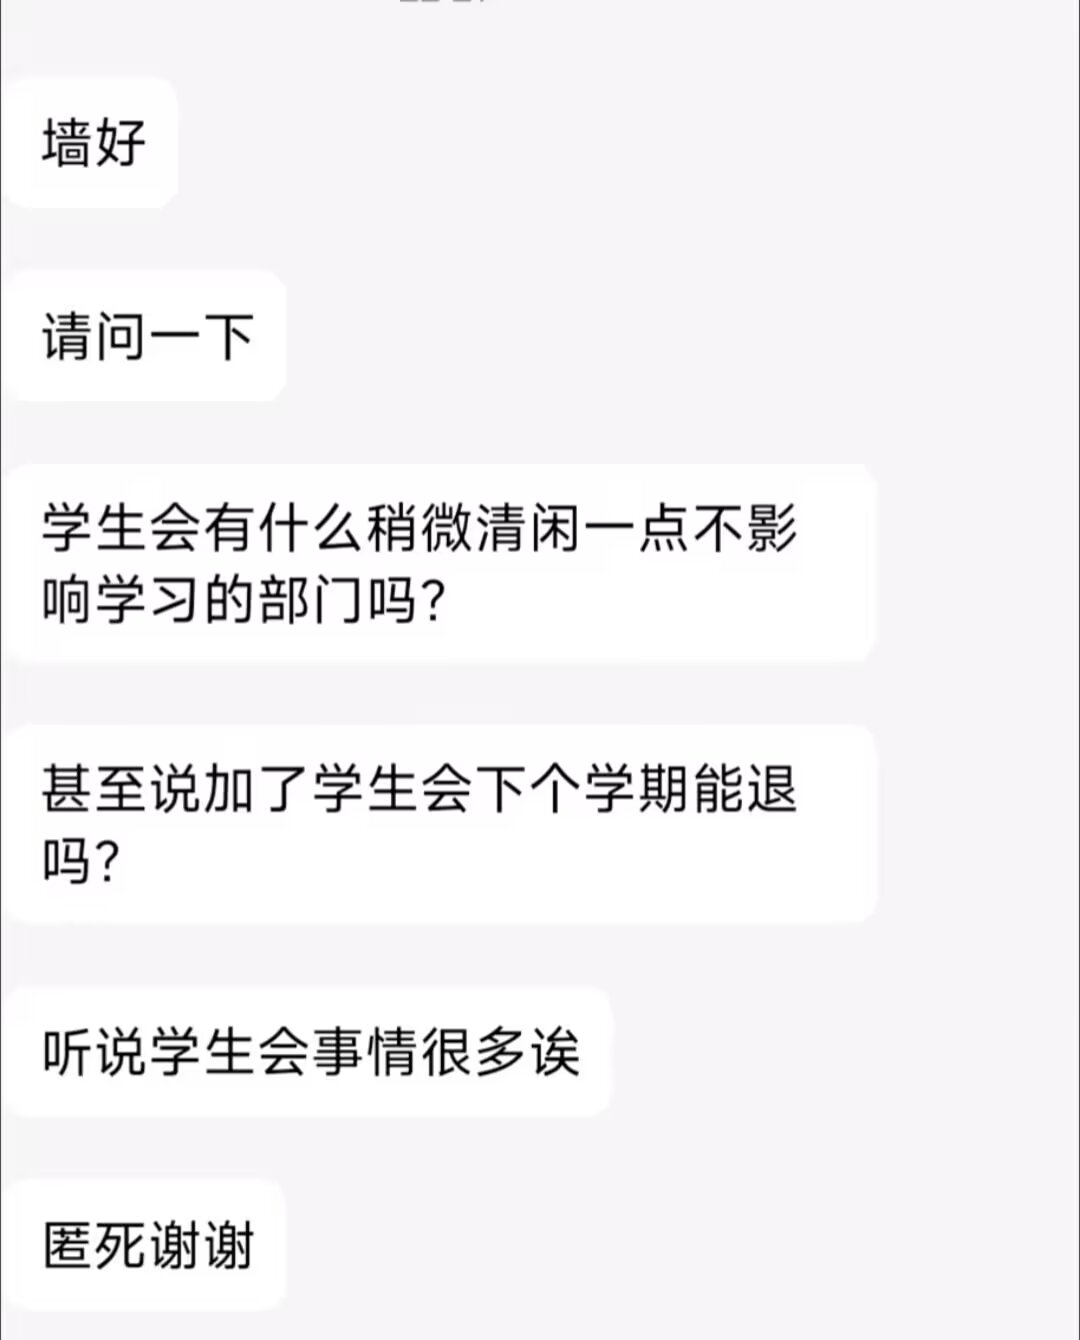 墙好
请问一下
学生会有什么稍微清闲一点不影
响学习的部门吗？
甚至说加了学生会下个学期能退
吗？
听说学生会事情很多诶
匿死谢谢